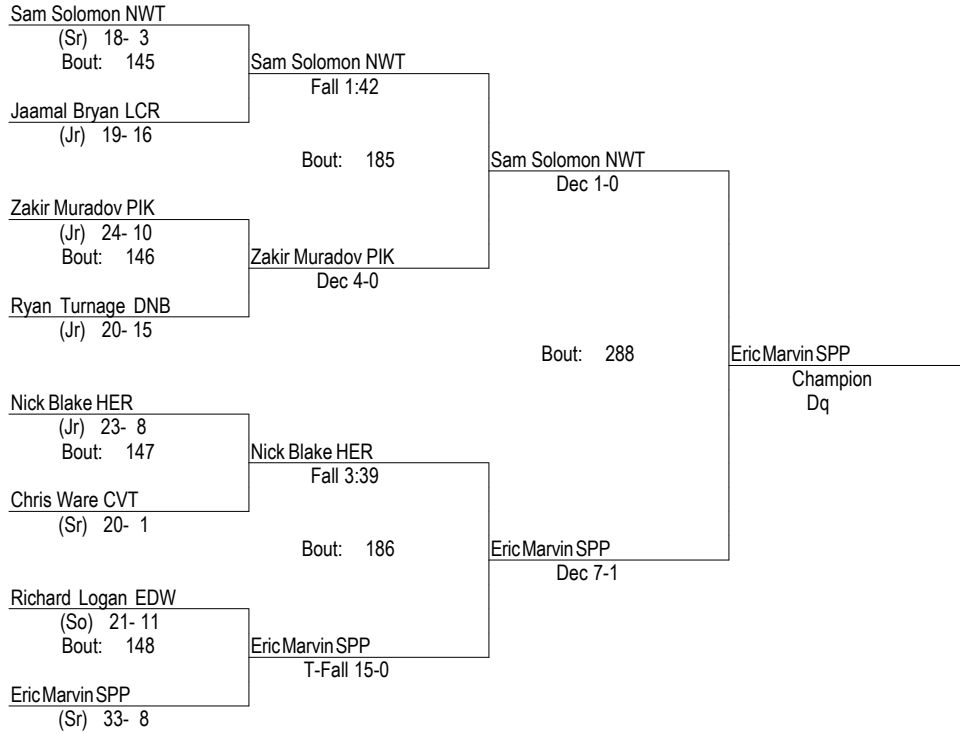 Sam Solomon NWT
(Sr) 18- 3
Bout: 145
Sam Solomon NWT
Fall 1:42
Jaamal Bryan LCR
(Jr) 19- 16
Bout: 185
Sam Solomon NWT
Dec 1-0
Zakir Muradov PIK
(Jr) 24- 10
Bout: 146
Zakir Muradov PIK
Dec 4-0
Ryan Turnage DNB
(Jr) 20- 15
Bout: 288
Eric Marvin SPP
Champion
Dq
Nick Blake HER
(Jr) 23- 8
Bout: 147
Nick Blake HER
Fall 3:39
Chris Ware CVT
(Sr) 20- 1
Bout: 186
Eric Marvin SPP
Dec 7-1
Richard Logan EDW
(So) 21- 11
Bout: 148
Eric Marvin SPP
T-Fall 15-0
Eric Marvin SPP
(Sr) 33- 8